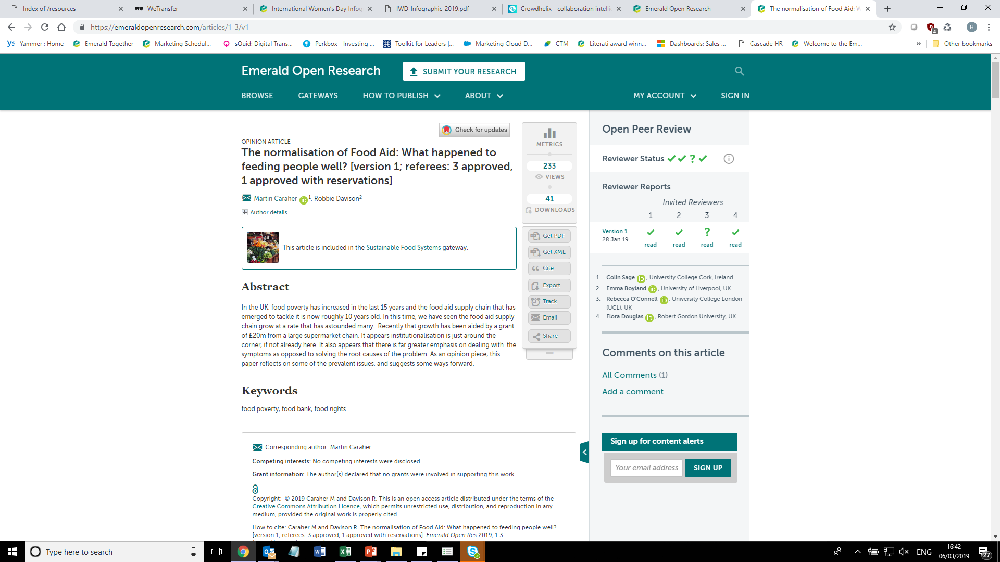 Index of /resources
WeTransfer
International Women's Day Infog
IWD-Infographic-2019.pdf
Crowdhelix - collaboration intelli
Emerald Open Research
The normalisation of Food Aid: W
https://emeraldopenresearch.com/articles/1-3/v1
4
H
Yammer : Home
Emerald Together
Marketing Schedul...
sQuid: Digital Trans...
Perkbox - Investing ...
Toolkit for Leaders |...
Marketing Cloud D...
CTM
Literati award winn...
Dashboards: Sales ...
Cascade HR
Welcome to the Em...
»
Other bookmarks
Emerald Open Research
SUBMIT YOUR RESEARCH
BROWSE
GATEWAYS
HOW TO PUBLISH
ABOUT
MY ACCOUNT
SIGN IN
Check for updates
OPINION ARTICLE
The normalisation of Food Aid: What happened to
feeding people well? [version 1; referees: 3 approved,
1 approved with reservations]
Martin Caraher iD 1, Robbie Davison2
Author details
This article is included in the Sustainable Food Systems gateway.
Abstract
In the UK, food poverty has increased in the last 15 years and the food aid supply chain that has
emerged to tackle it is now roughly 10 years old. In this time, we have seen the food aid supply
chain grow at a rate that has astounded many.  Recently that growth has been aided by a grant
of £20m from a large supermarket chain. It appears institutionalisation is just around the
corner, if not already here. It also appears that there is far greater emphasis on dealing with  the
symptoms as opposed to solving the root causes of the problem. As an opinion piece, this
paper reflects on some of the prevalent issues, and suggests some ways forward.
Keywords
food poverty, food bank, food rights
Corresponding author: Martin Caraher
Competing interests: No competing interests were disclosed.
Grant information: The author(s) declared that no grants were involved in supporting this work.
Copyright:  © 2019 Caraher M and Davison R. This is an open access article distributed under the terms of the
Creative Commons Attribution Licence, which permits unrestricted use, distribution, and reproduction in any
medium, provided the original work is properly cited.
How to cite: Caraher M and Davison R. The normalisation of Food Aid: What happened to feeding people well?
[version 1; referees: 3 approved, 1 approved with reservations]. Emerald Open Res 2019, 1:3
METRICS
233
VIEWS
41
DOWNLOADS
Get PDF
Get XML
Cite
Export
Track
Email
Share
Open Peer Review
Reviewer Status ✓ ✓ ? ✓
Reviewer Reports
Invited Reviewers
1 2 3 4
Version 1 ✓ ✓ ? ✓
28 Jan 19 read read read read
1. Colin Sage iD, University College Cork, Ireland
2. Emma Boyland iD, University of Liverpool, UK
3. Rebecca O'Connell iD, University College London
(UCL), UK
4. Flora Douglas iD, Robert Gordon University, UK
Comments on this article
All Comments (1)
Add a comment
Sign up for content alerts
Your email address
SIGN UP
Type here to search
ENG
16:42
06/03/2019
27